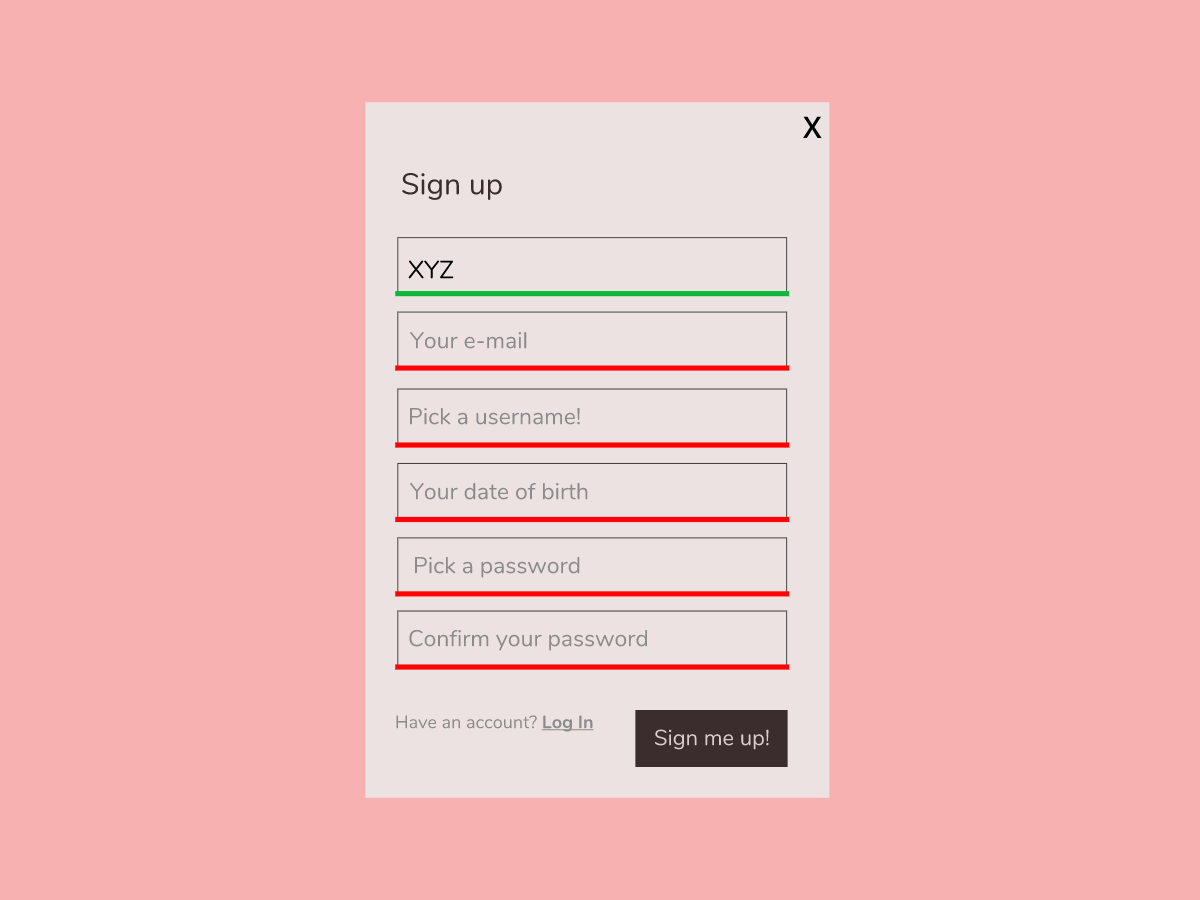 X
Sign up
XYZ
Your e-mail
Pick a username!
Your date of birth
Pick a password
Confirm your password
Have an account? Log In
Sign me up!